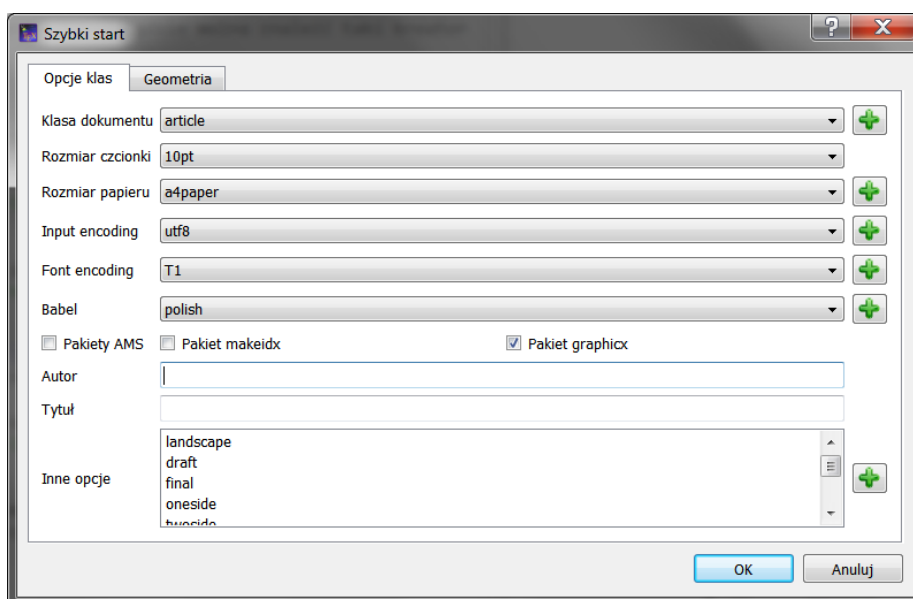 Szybki start
Opcje klas Geometria
Klasa dokumentu article
Rozmiar czcionki 10pt
Rozmiar papieru a4paper
Input encoding utf8
Font encoding T1
Babel polish
Pakiety AMS Pakiet makeidx Pakiet graphicx
Autor
Tytuł
landscape
draft
Inne opcje final
oneside
twoside
OK Anuluj